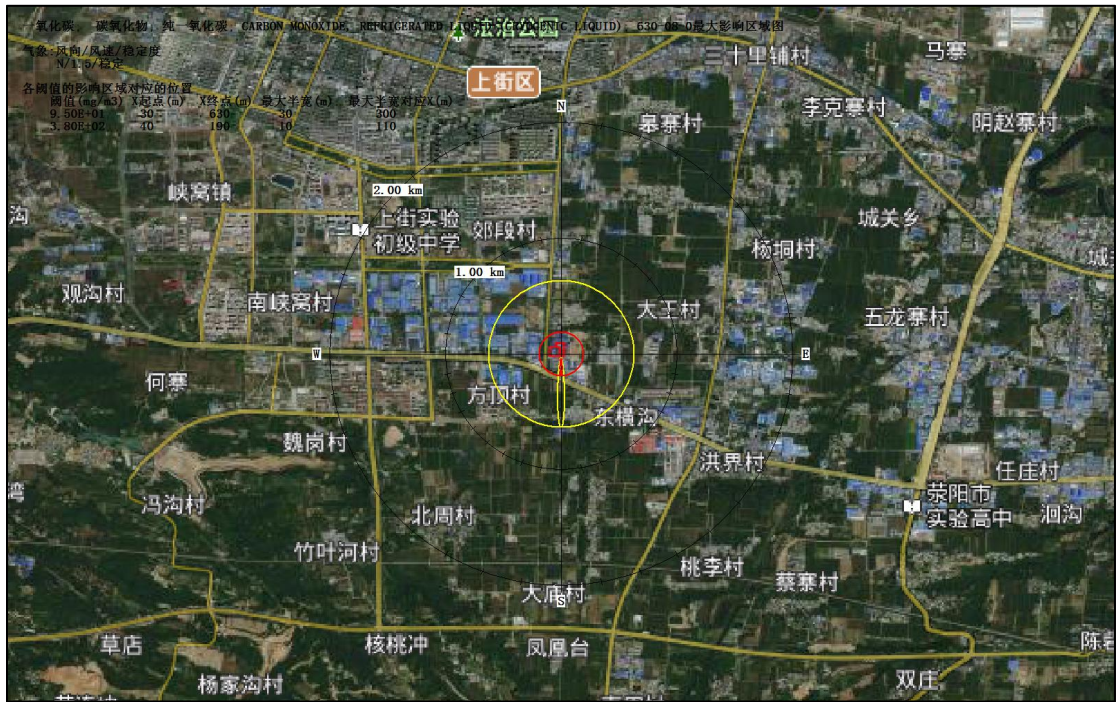 一氧化碳, 碳氧化物, 纯一氧化碳, CARBON MONOXIDE, REFRIGERATED LIQUID (CRYOGENIC LIQUID), 630-08-0最大影响区域图
法治公园
气象:风向/风速/稳定度
N/1.5/稳定
各阈值的影响区域对应的位置
阈值(mg/m3) X起点(m) X终点(m) 最大半宽(m) 最大半宽对应X(m)
9.50E+01 30 630 30 300
3.80E+02 40 190 10 110
上街区
三十里铺村
马寨
N
李克寨村
皋寨村
阴赵寨村
2.00 km
峡窝镇
沟
上街实验
初级中学
郊段村
城关乡
杨垌村
城
1.00 km
观沟村
南峡窝村
大王村
五龙寨村
W
E
何寨
方顶村
东横沟
魏岗村
洪界村
任庄村
湾
冯沟村
荥阳市
实验高中
洄沟
北周村
竹叶河村
桃李村
蔡寨村
大庙村
S
草店
核桃冲
凤凰台
陈
双庄
杨家沟村